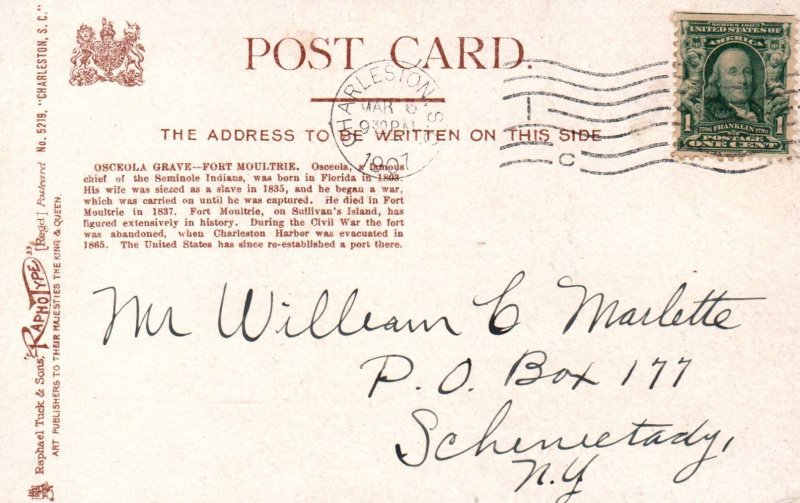 POST CARD.
THE ADDRESS TO BE WRITTEN ON THIS SIDE
CHARLESTON S.C.
MAR 6
930PM
1907
1
C
SERIES 1902
UNITED STATES OF
AMERICA
1 FRANKLIN 1
POSTAGE
ONE CENT
OSCEOLA GRAVE—FORT MOULTRIE. Osceola, a famous
chief of the Seminole Indians, was born in Florida in 1803.
His wife was siezed as a slave in 1835, and he began a war,
which was carried on until he was captured. He died in Fort
Moultrie in 1837. Fort Moultrie, on Sullivan's Island, has
figured extensively in history. During the Civil War the fort
was abandoned, when Charleston Harbor was evacuated in
1865. The United States has since re-established a port there.
Mr William C Marlette
P.O. Box 177
Schenectady,
N.Y
Raphael Tuck & Sons' "RAPHOTYPE" [Regd.] Postcard No. 5219, "CHARLESTON, S. C."
ART PUBLISHERS TO THEIR MAJESTIES THE KING & QUEEN.